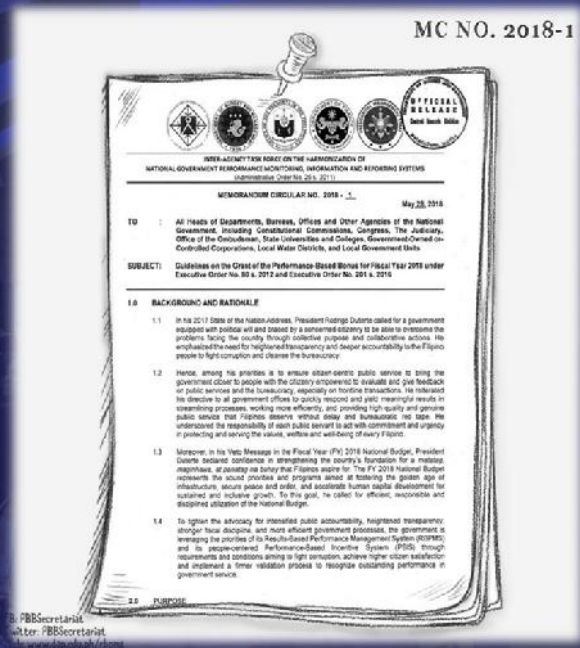 MC NO. 2018-1
OFFICIAL
RELEASE
Central Records Division
INTER-AGENCY TASK FORCE ON THE HARMONIZATION OF
NATIONAL GOVERNMENT PERFORMANCE MONITORING, INFORMATION AND REPORTING SYSTEMS
(Administrative Order No. 25 s. 2011)
MEMORANDUM CIRCULAR NO. 2018 - 1
May 28, 2018
TO : All Heads of Departments, Bureaus, Offices and Other Agencies of the National
Government, including Constitutional Commissions, Congress, The Judiciary,
Office of the Ombudsman, State Universities and Colleges, Government-Owned or-
Controlled Corporations, Local Water Districts, and Local Government Units
SUBJECT: Guidelines on the Grant of the Performance-Based Bonus for Fiscal Year 2018 under
Executive Order No. 80 s. 2012 and Executive Order No. 201 s. 2016
1.0 BACKGROUND AND RATIONALE
1.1 In his 2017 State of the Nation Address, President Rodrigo Duterte called for a government
equipped with political will and braced by a concerned citizenry to be able to overcome the
problems facing the country through collective purpose and collaborative actions. He
emphasized the need for heightened transparency and deeper accountability to the Filipino
people to fight corruption and cleanse the bureaucracy.
1.2 Hence, among his priorities is to ensure citizen-centric public service to bring the
government closer to people with the citizenry empowered to evaluate and give feedback
on public services and the bureaucracy, especially on frontline transactions. He reiterated
his directive to all government offices to quickly respond and yield meaningful results in
streamlining processes, working more efficiently, and providing high quality and genuine
public service that Filipinos deserve without delay and bureaucratic red tape. He
underscored the responsibility of each public servant to act with commitment and urgency
in protecting and serving the values, welfare and well-being of every Filipino.
1.3 Moreover, in his Veto Message in the Fiscal Year (FY) 2018 National Budget, President
Duterte declared confidence in strengthening the country's foundation for a matatag,
maginhawa, at panatag na buhay that Filipinos aspire for. The FY 2018 National Budget
represents the sound priorities and programs aimed at fostering the golden age of
infrastructure, secure peace and order, and accelerate human capital development for
sustained and inclusive growth. To this goal, he called for efficient, responsible and
disciplined utilization of the National Budget.
1.4 To tighten the advocacy for intensified public accountability, heightened transparency,
stronger fiscal discipline, and more efficient government processes, the government is
leveraging the priorities of its Results-Based Performance Management System (RBPMS)
and its people-centered Performance-Based Incentive System (PBIS) through
requirements and conditions aiming to fight corruption, achieve higher citizen satisfaction
and implement a firmer validation process to recognize outstanding performance in
government service.
2.0 PURPOSE
FB: PBBSecretariat
Twitter: PBBSecretariat